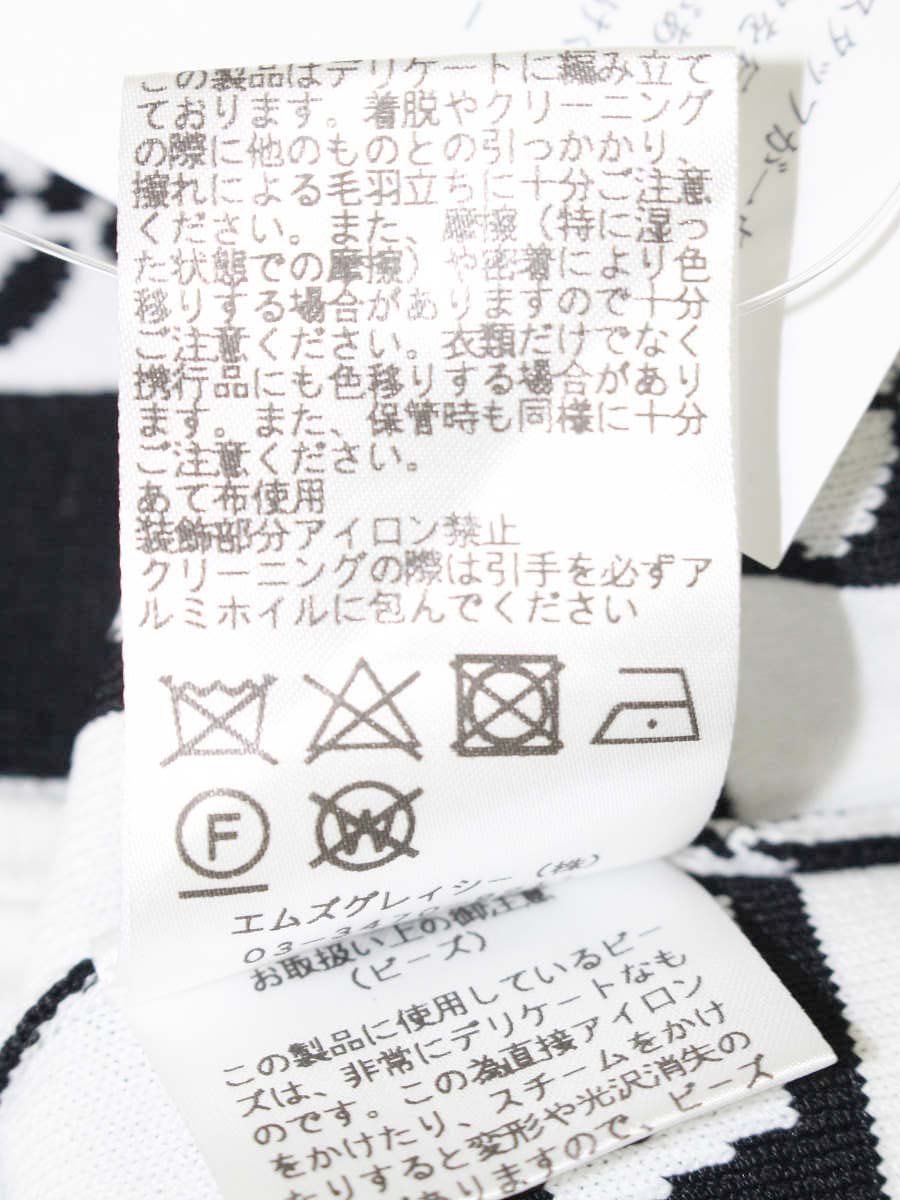 この製品はデリケートに編み立て
ております。着脱やクリーニング
の際に他のものとの引っかかり、
擦れによる毛羽立ちに十分ご注意
ください。また、摩擦(特に湿っ
た状態での摩擦)や密着により色
移りする場合がありますので十分
ご注意ください。衣類だけでなく
携行品にも色移りする場合があり
ます。また、保管時も同様に十分
ご注意ください。
あて布使用
装飾部分アイロン禁止
クリーニングの際は引手を必ずア
ルミホイルに包んでください
F
W
エムズグレイシー(株)
お取扱い上の御注意
(ビーズ)
この製品に使用しているビー
ズは、非常にデリケートなも
のです。この為直接アイロン
をかけたり、スチームをかけ
たりすると変形や光沢消失の
ありますので、ビーズ
スタッフが